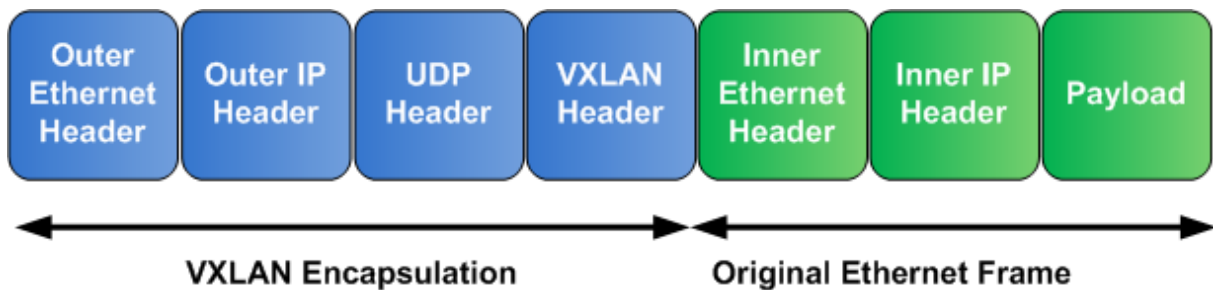 Outer
Ethernet
Header
Outer IP
Header
UDP
Header
VXLAN
Header
Inner
Ethernet
Header
Inner IP
Header
Payload
VXLAN Encapsulation
Original Ethernet Frame